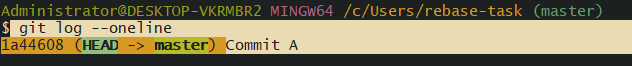 Administrator@DESKTOP-VKRMBR2 MINGW64 /c/Users/rebase-task (master)
$ git log --oneline
1a44608 (HEAD -> master) Commit A